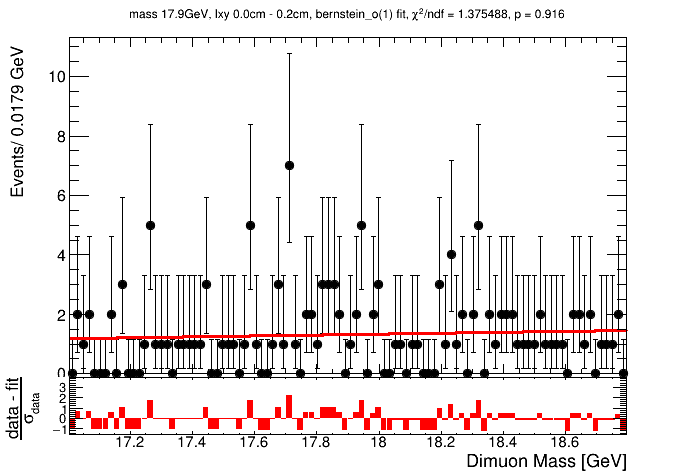 mass 17.9GeV, lxy 0.0cm - 0.2cm, bernstein_o(1) fit, χ²/ndf = 1.375488, p = 0.916
Events/ 0.0179 GeV
10
8
6
4
2
0
data - fit
σdata
3
2
1
0
−1
17.2 17.4 17.6 17.8 18 18.2 18.4 18.6
Dimuon Mass [GeV]